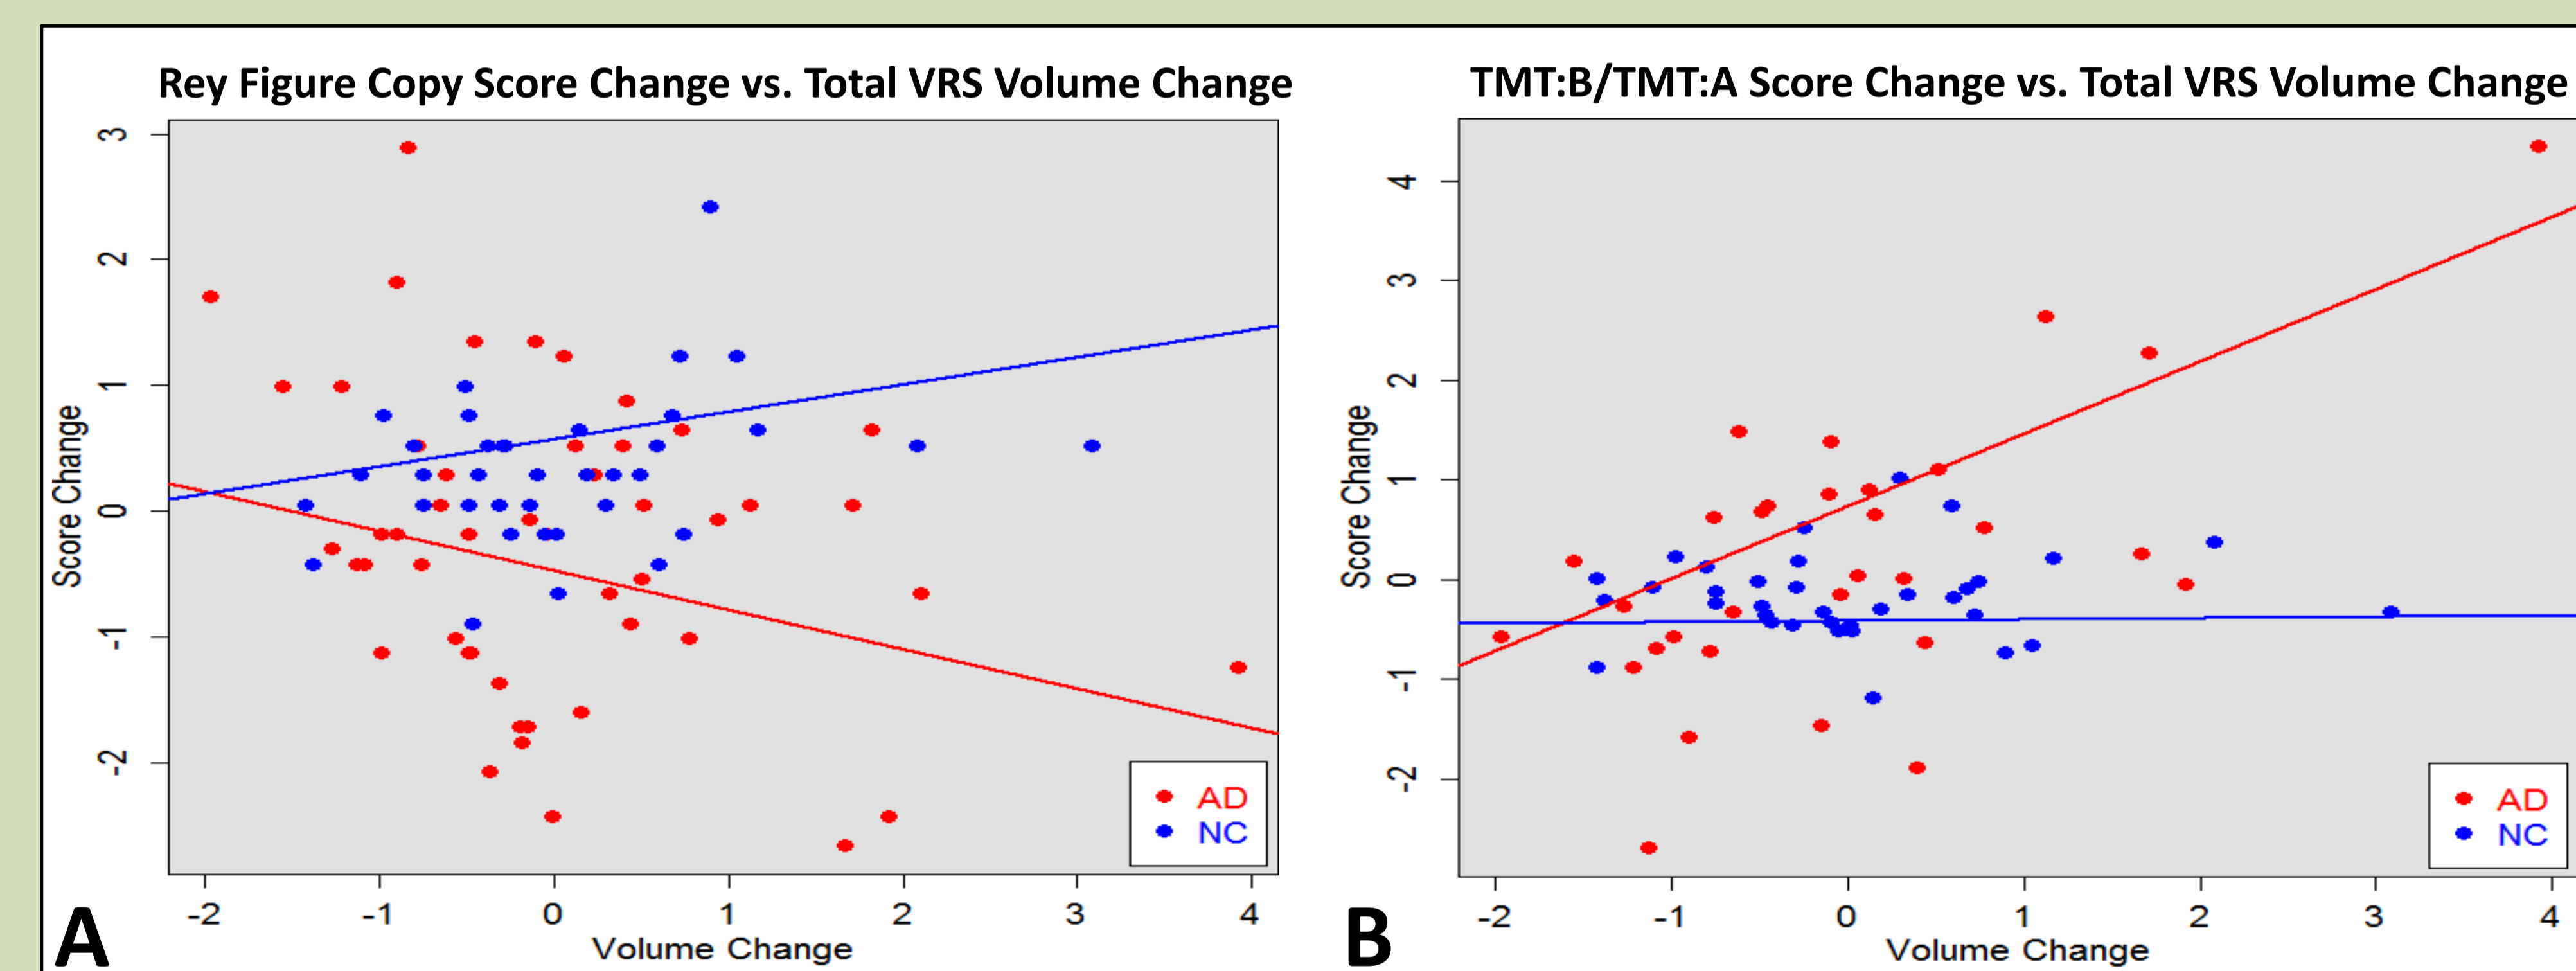 Rey Figure Copy Score Change vs. Total VRS Volume Change
3
2
1
0
-1
-2
Score Change
AD
NC
-2 -1 0 1 2 3 4
Volume Change
A
TMT:B/TMT:A Score Change vs. Total VRS Volume Change
4
3
2
1
0
-1
-2
Score Change
AD
NC
-2 -1 0 1 2 3 4
Volume Change
B